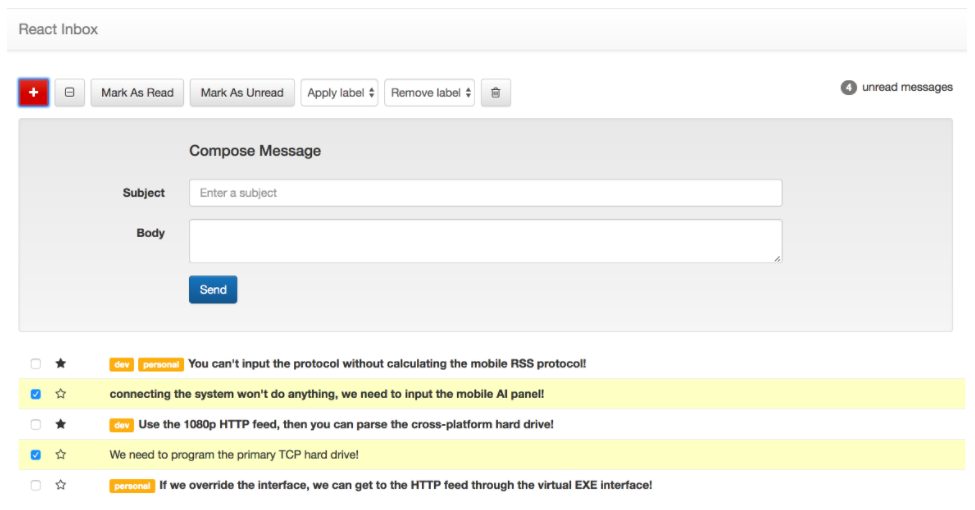 React Inbox
+ Mark As Read Mark As Unread Apply label Remove label 4 unread messages
Compose Message
Subject Enter a subject
Body
Send
dev personal You can't input the protocol without calculating the mobile RSS protocol!
connecting the system won't do anything, we need to input the mobile AI panel!
dev Use the 1080p HTTP feed, then you can parse the cross-platform hard drive!
We need to program the primary TCP hard drive!
personal If we override the interface, we can get to the HTTP feed through the virtual EXE interface!